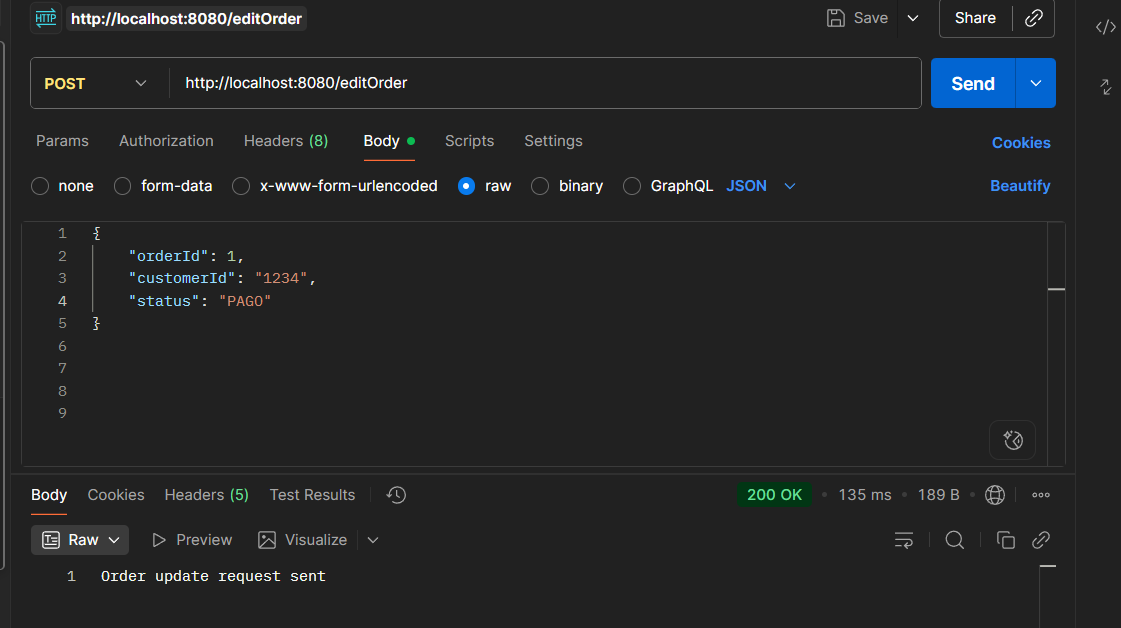 HTTP http://localhost:8080/editOrder Save Share
POST http://localhost:8080/editOrder Send
Params Authorization Headers (8) Body Scripts Settings Cookies
none form-data x-www-form-urlencoded raw binary GraphQL JSON Beautify
1 {
2 "orderId": 1,
3 "customerId": "1234",
4 "status": "PAGO"
5 }
6
7
8
9
Body Cookies Headers (5) Test Results 200 OK • 135 ms • 189 B •
Raw Preview Visualize
1 Order update request sent